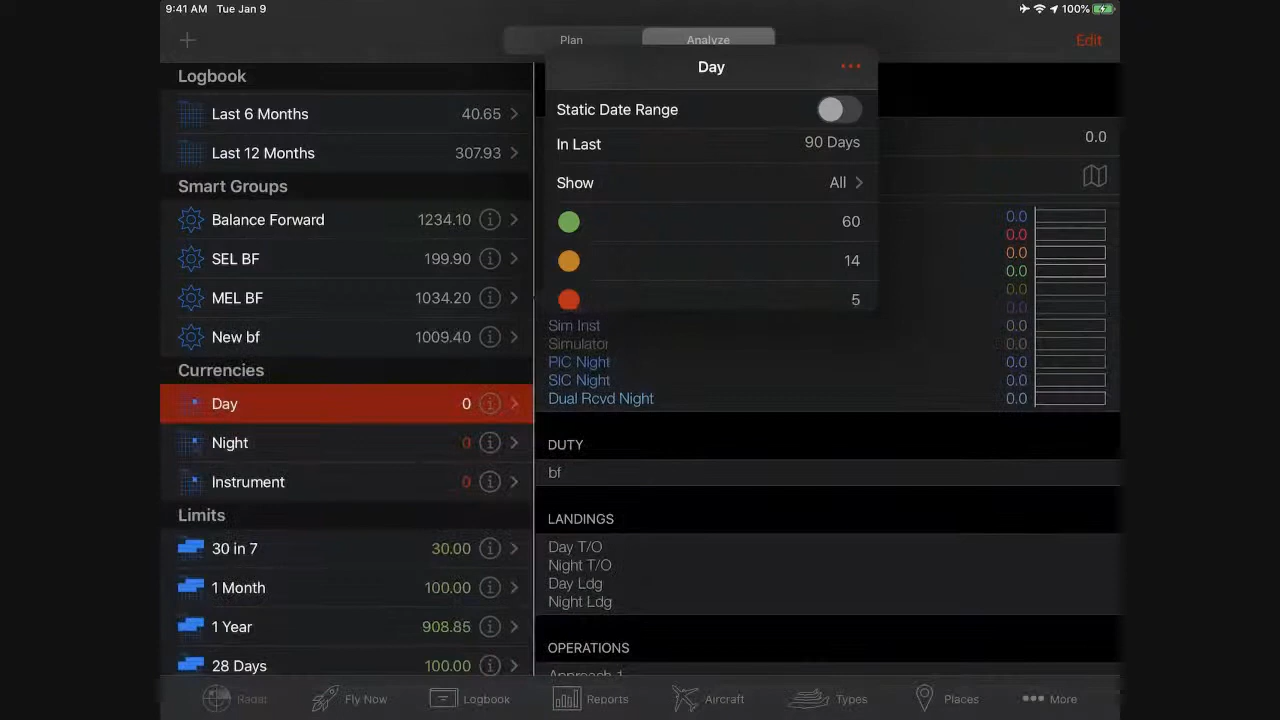 9:41 AM Tue Jan 9
100%
Plan
Analyze
Edit
Logbook
Last 6 Months 40.65
Last 12 Months 307.93
Smart Groups
Balance Forward 1234.10
SEL BF 199.90
MEL BF 1034.20
New bf 1009.40
Currencies
Day 0
Night 0
Instrument 0
Limits
30 in 7 30.00
1 Month 100.00
1 Year 908.85
28 Days 100.00
Day
Static Date Range
In Last 90 Days
Show All
60
14
5
0.0
0.0
0.0
0.0
0.0
0.0
0.0
Sim Inst 0.0
Simulator 0.0
PIC Night 0.0
SIC Night 0.0
Dual Rcvd Night 0.0
DUTY
bf
LANDINGS
Day T/O
Night T/O
Day Ldg
Night Ldg
OPERATIONS
Approach 1
Radar
Fly Now
Logbook
Reports
Aircraft
Types
Places
More